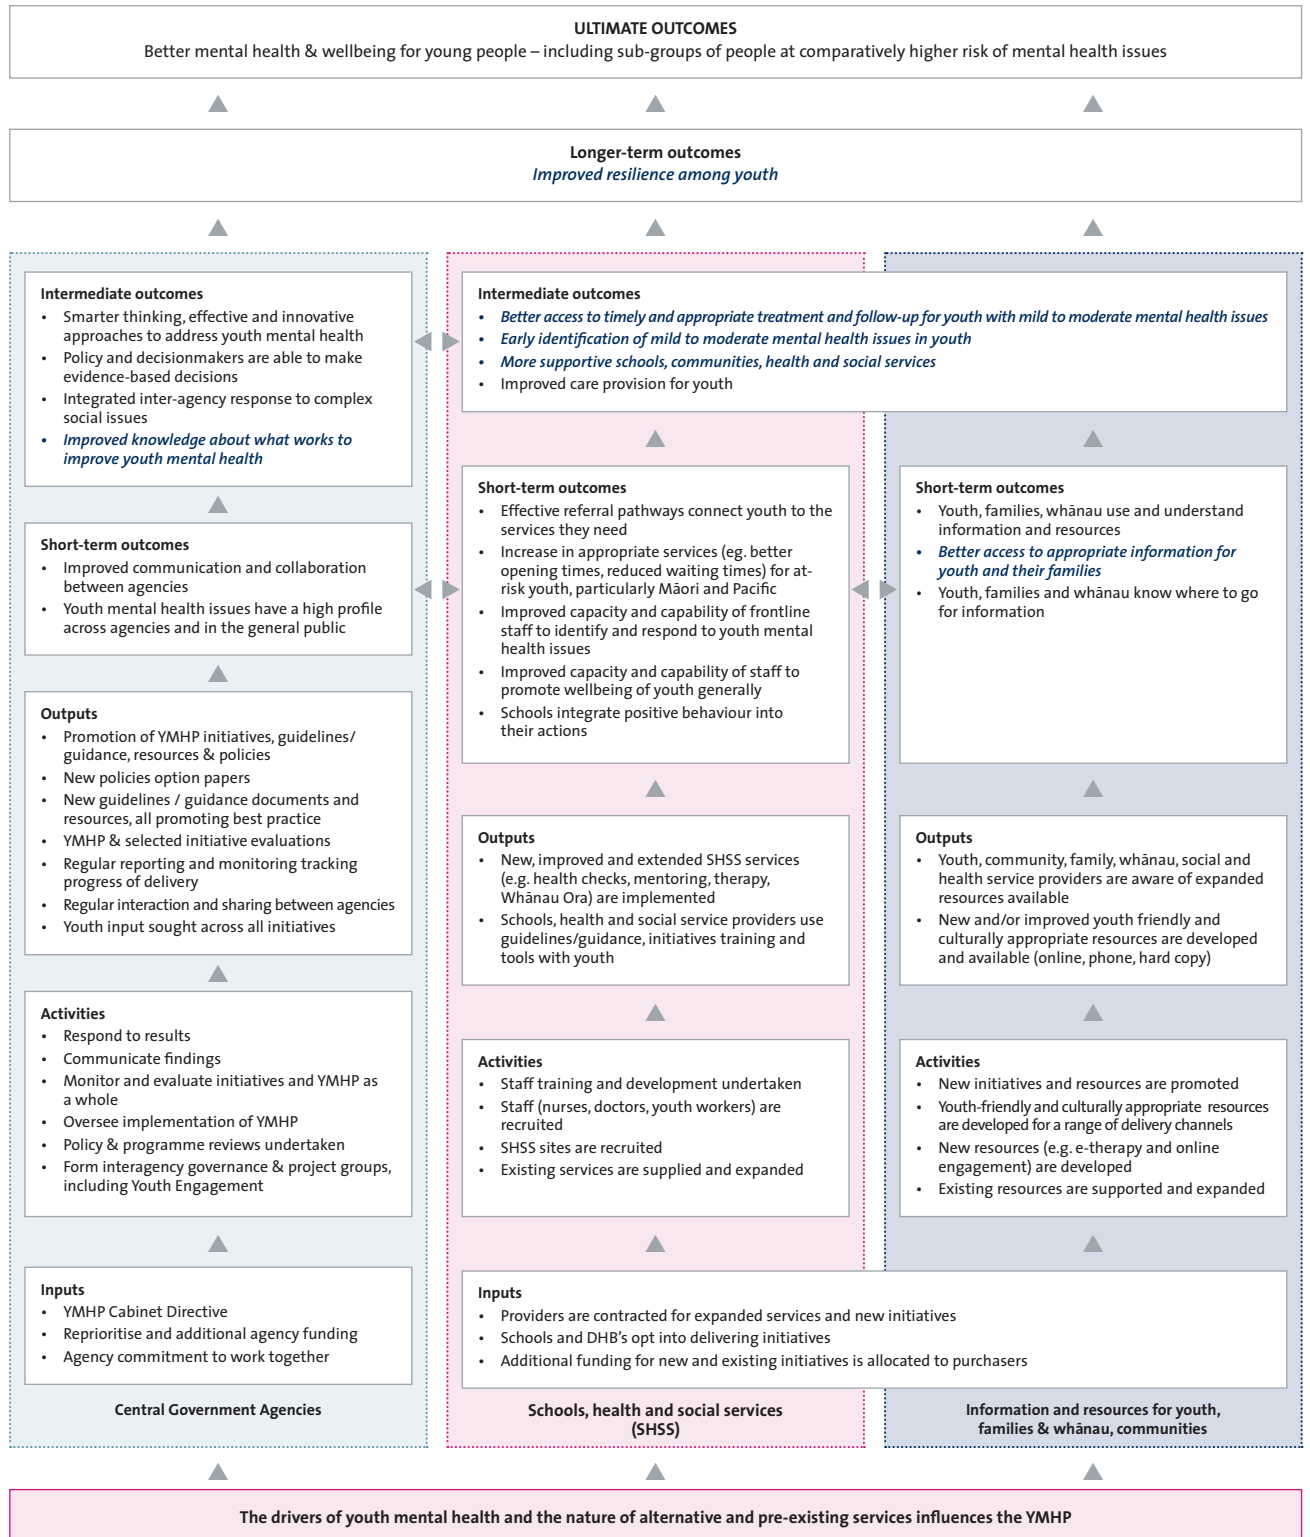 ULTIMATE OUTCOMES
Better mental health & wellbeing for young people – including sub-groups of people at comparatively higher risk of mental health issues
Longer-term outcomes
Improved resilience among youth
Intermediate outcomes
• Smarter thinking, effective and innovative
approaches to address youth mental health
• Policy and decisionmakers are able to make
evidence-based decisions
• Integrated inter-agency response to complex
social issues
• Improved knowledge about what works to
improve youth mental health
Short-term outcomes
• Improved communication and collaboration
between agencies
• Youth mental health issues have a high profile
across agencies and in the general public
Outputs
• Promotion of YMHP initiatives, guidelines/
guidance, resources & policies
• New policies option papers
• New guidelines / guidance documents and
resources, all promoting best practice
• YMHP & selected initiative evaluations
• Regular reporting and monitoring tracking
progress of delivery
• Regular interaction and sharing between agencies
• Youth input sought across all initiatives
Activities
• Respond to results
• Communicate findings
• Monitor and evaluate initiatives and YMHP as
a whole
• Oversee implementation of YMHP
• Policy & programme reviews undertaken
• Form interagency governance & project groups,
including Youth Engagement
Inputs
• YMHP Cabinet Directive
• Reprioritise and additional agency funding
• Agency commitment to work together
Central Government Agencies
Intermediate outcomes
• Better access to timely and appropriate treatment and follow-up for youth with mild to moderate mental health issues
• Early identification of mild to moderate mental health issues in youth
• More supportive schools, communities, health and social services
• Improved care provision for youth
Short-term outcomes
• Effective referral pathways connect youth to the
services they need
• Increase in appropriate services (eg. better
opening times, reduced waiting times) for at-
risk youth, particularly Māori and Pacific
• Improved capacity and capability of frontline
staff to identify and respond to youth mental
health issues
• Improved capacity and capability of staff to
promote wellbeing of youth generally
• Schools integrate positive behaviour into
their actions
Outputs
• New, improved and extended SHSS services
(e.g. health checks, mentoring, therapy,
Whānau Ora) are implemented
• Schools, health and social service providers use
guidelines/guidance, initiatives training and
tools with youth
Activities
• Staff training and development undertaken
• Staff (nurses, doctors, youth workers) are
recruited
• SHSS sites are recruited
• Existing services are supplied and expanded
Short-term outcomes
• Youth, families, whānau use and understand
information and resources
• Better access to appropriate information for
youth and their families
• Youth, families and whānau know where to go
for information
Outputs
• Youth, community, family, whānau, social and
health service providers are aware of expanded
resources available
• New and/or improved youth friendly and
culturally appropriate resources are developed
and available (online, phone, hard copy)
Activities
• New initiatives and resources are promoted
• Youth-friendly and culturally appropriate resources
are developed for a range of delivery channels
• New resources (e.g. e-therapy and online
engagement) are developed
• Existing resources are supported and expanded
Inputs
• Providers are contracted for expanded services and new initiatives
• Schools and DHB's opt into delivering initiatives
• Additional funding for new and existing initiatives is allocated to purchasers
Schools, health and social services
(SHSS)
Information and resources for youth,
families & whānau, communities
The drivers of youth mental health and the nature of alternative and pre-existing services influences the YMHP